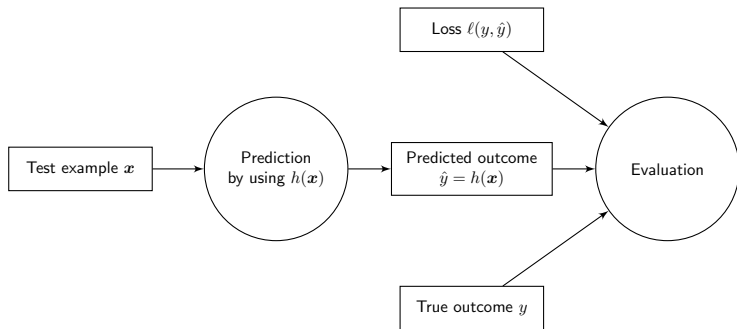 Loss ℓ(y, ŷ)
Test example x
Prediction
by using h(x)
Predicted outcome
ŷ = h(x)
Evaluation
True outcome y